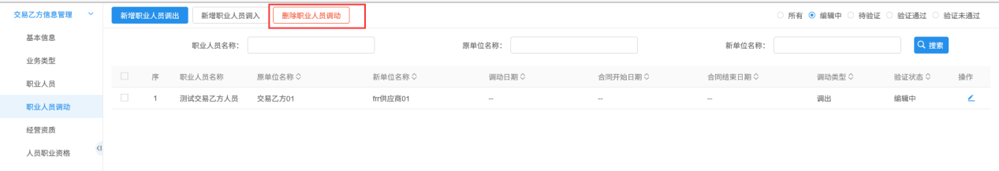 交易乙方信息管理
基本信息
业务类型
职业人员
职业人员调动
经营资质
人员职业资格
新增职业人员调出 新增职业人员调入 删除职业人员调动
所有 编辑中 待验证 验证通过 验证未通过
职业人员名称: 原单位名称: 新单位名称: 搜索
序 职业人员名称 原单位名称 新单位名称 调动日期 合同开始日期 合同结束日期 调动类型 验证状态 操作
1 测试交易乙方人员 交易乙方01 frr供应商01 -- -- -- 调出 编辑中